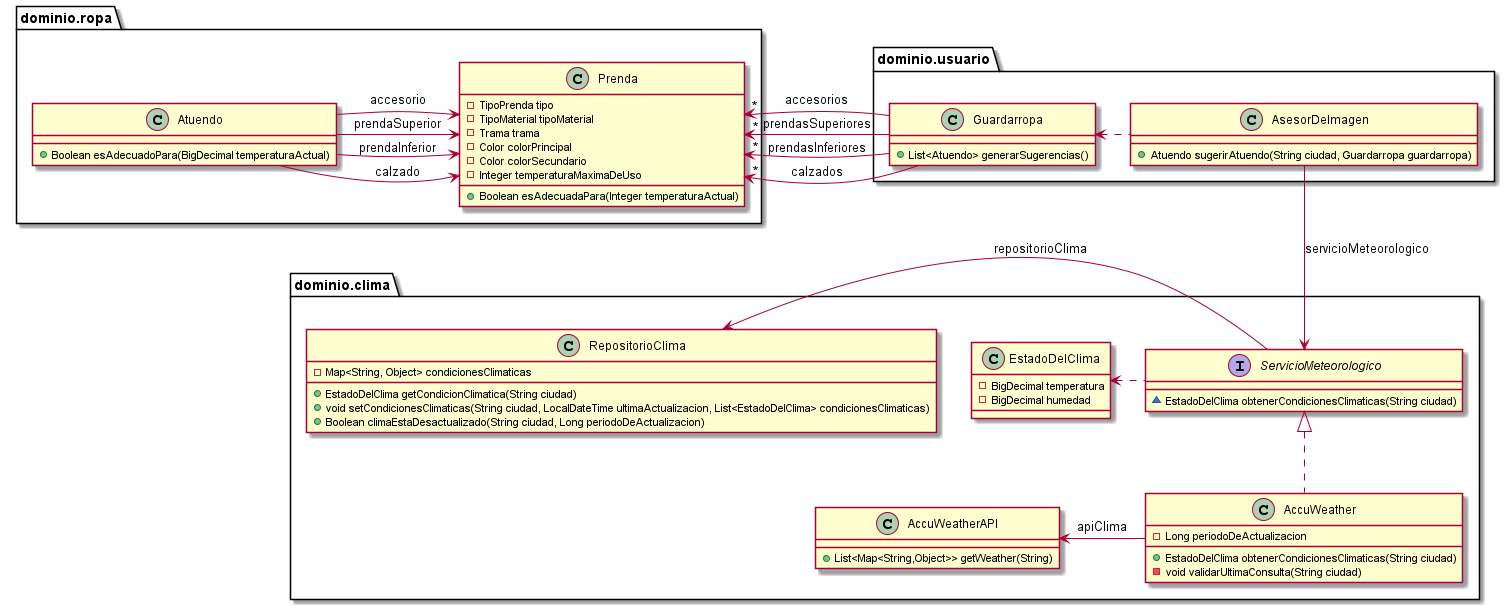 dominio.ropa
C Atuendo
Boolean esAdecuadoPara(BigDecimal temperaturaActual)
accesorio
prendaSuperior
prendaInferior
calzado
C Prenda
TipoPrenda tipo
TipoMaterial tipoMaterial
Trama trama
Color colorPrincipal
Color colorSecundario
Integer temperaturaMaximaDeUso
Boolean esAdecuadaPara(Integer temperaturaActual)
* accesorios
* prendasSuperiores
* prendasInferiores
* calzados
dominio.usuario
C Guardarropa
List<Atuendo> generarSugerencias()
C AsesorDeImagen
Atuendo sugerirAtuendo(String ciudad, Guardarropa guardarropa)
repositorioClima
servicioMeteorologico
dominio.clima
C RepositorioClima
Map<String, Object> condicionesClimaticas
EstadoDelClima getCondicionClimatica(String ciudad)
void setCondicionesClimaticas(String ciudad, LocalDateTime ultimaActualizacion, List<EstadoDelClima> condicionesClimaticas)
Boolean climaEstaDesactualizado(String ciudad, Long periodoDeActualizacion)
C EstadoDelClima
BigDecimal temperatura
BigDecimal humedad
I ServicioMeteorologico
EstadoDelClima obtenerCondicionesClimaticas(String ciudad)
C AccuWeatherAPI
List<Map<String,Object>> getWeather(String)
apiClima
C AccuWeather
Long periodoDeActualizacion
EstadoDelClima obtenerCondicionesClimaticas(String ciudad)
void validarUltimaConsulta(String ciudad)